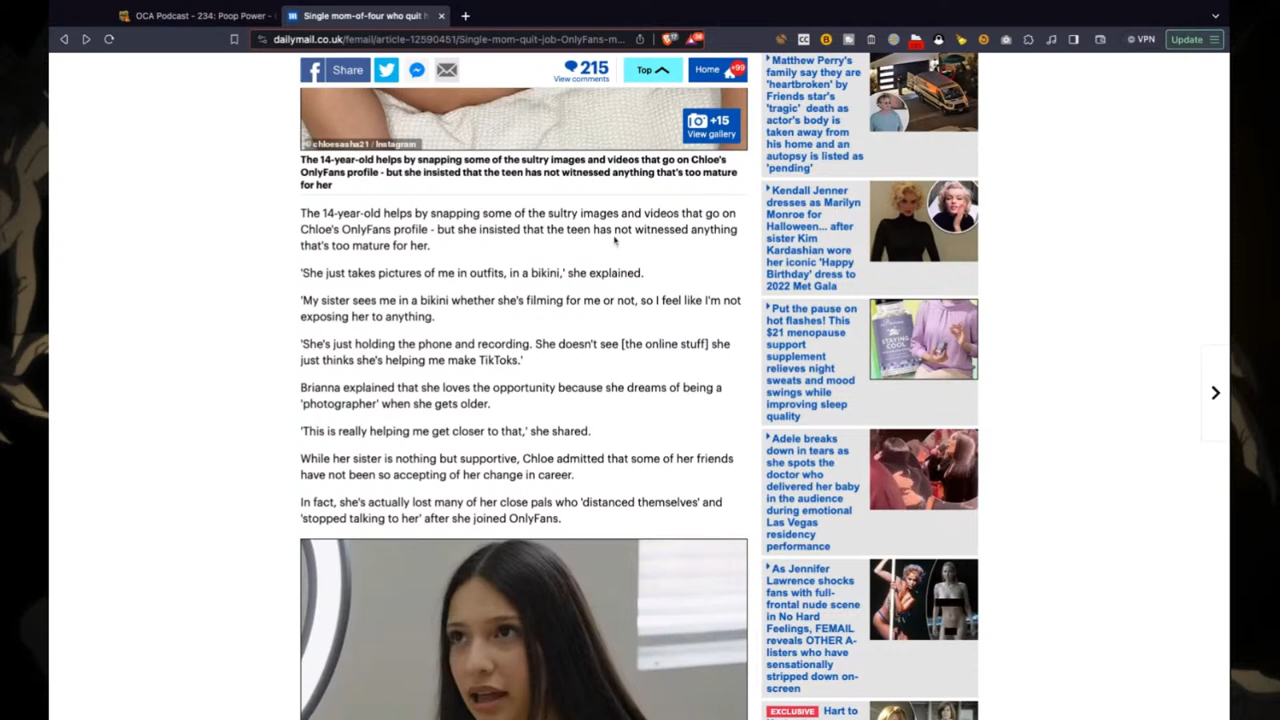 OCA Podcast - 234: Poop Power -
Single mom-of-four who quit h
dailymail.co.uk/femail/article-12590451/Single-mom-quit-job-OnlyFans-m...
VPN
Update
Share
215
View comments
Top
Home
+99
+15
View gallery
© chloesasha21 / Instagram
The 14-year-old helps by snapping some of the sultry images and videos that go on Chloe's
OnlyFans profile - but she insisted that the teen has not witnessed anything that's too mature
for her
The 14-year-old helps by snapping some of the sultry images and videos that go on
Chloe's OnlyFans profile - but she insisted that the teen has not witnessed anything
that's too mature for her.
'She just takes pictures of me in outfits, in a bikini,' she explained.
'My sister sees me in a bikini whether she's filming for me or not, so I feel like I'm not
exposing her to anything.
'She's just holding the phone and recording. She doesn't see [the online stuff] she
just thinks she's helping me make TikToks.'
Brianna explained that she loves the opportunity because she dreams of being a
'photographer' when she gets older.
'This is really helping me get closer to that,' she shared.
While her sister is nothing but supportive, Chloe admitted that some of her friends
have not been so accepting of her change in career.
In fact, she's actually lost many of her close pals who 'distanced themselves' and
'stopped talking to her' after she joined OnlyFans.
Matthew Perry's
family say they are
'heartbroken' by
Friends star's
'tragic' death as
actor's body is
taken away from
his home and an
autopsy is listed as
'pending'
Kendall Jenner
dresses as Marilyn
Monroe for
Halloween... after
sister Kim
Kardashian wore
her iconic 'Happy
Birthday' dress to
2022 Met Gala
Put the pause on
hot flashes! This
$21 menopause
support
supplement
relieves night
sweats and mood
swings while
improving sleep
quality
STAYING
COOL
Adele breaks
down in tears as
she spots the
doctor who
delivered her baby
in the audience
during emotional
Las Vegas
residency
performance
As Jennifer
Lawrence shocks
fans with full-
frontal nude scene
in No Hard
Feelings, FEMAIL
reveals OTHER A-
listers who have
sensationally
stripped down on-
screen
EXCLUSIVE Hart to